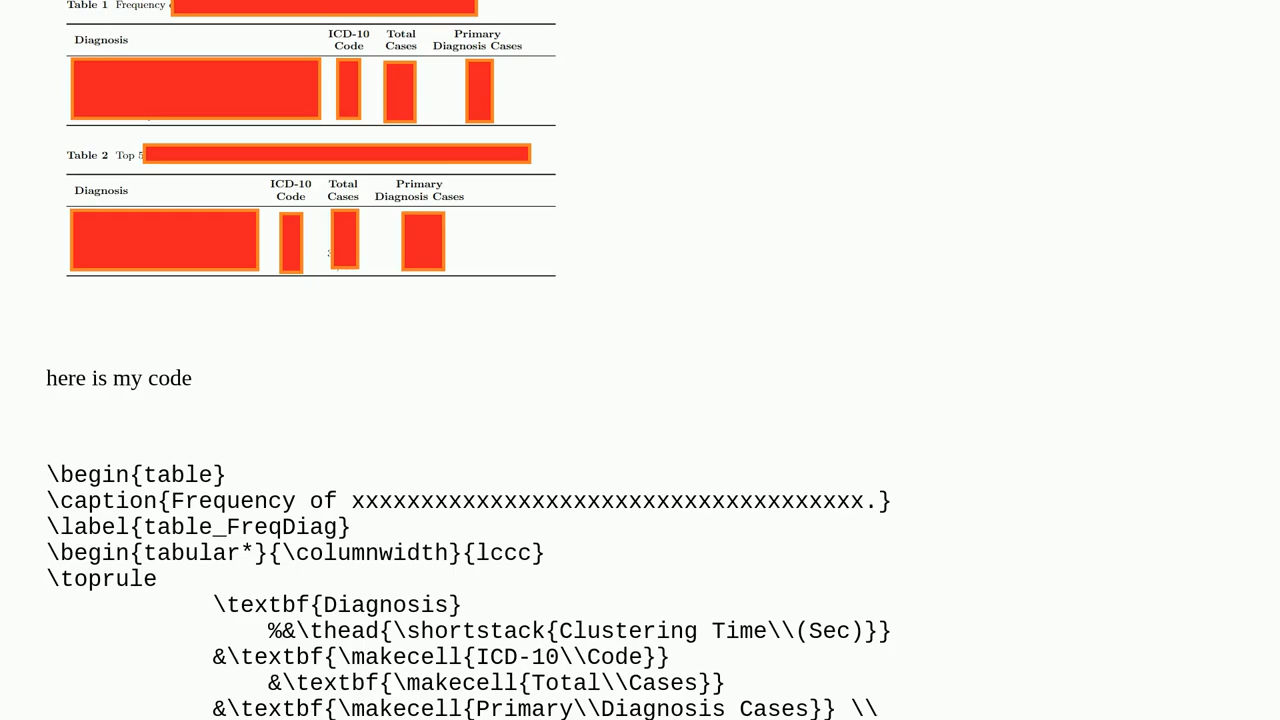 Table 1 Frequency
Diagnosis ICD-10 Code Total Cases Primary Diagnosis Cases
Table 2 Top 5
Diagnosis ICD-10 Code Total Cases Primary Diagnosis Cases
here is my code
\begin{table}
\caption{Frequency of xxxxxxxxxxxxxxxxxxxxxxxxxxxxxxxxxxxxx.}
\label{table_FreqDiag}
\begin{tabular*}{\columnwidth}{lccc}
\toprule
\textbf{Diagnosis}
%&\thead{\shortstack{Clustering Time\\(Sec)}}
&\textbf{\makecell{ICD-10\\Code}}
&\textbf{\makecell{Total\\Cases}}
&\textbf{\makecell{Primary\\Diagnosis Cases}} \\